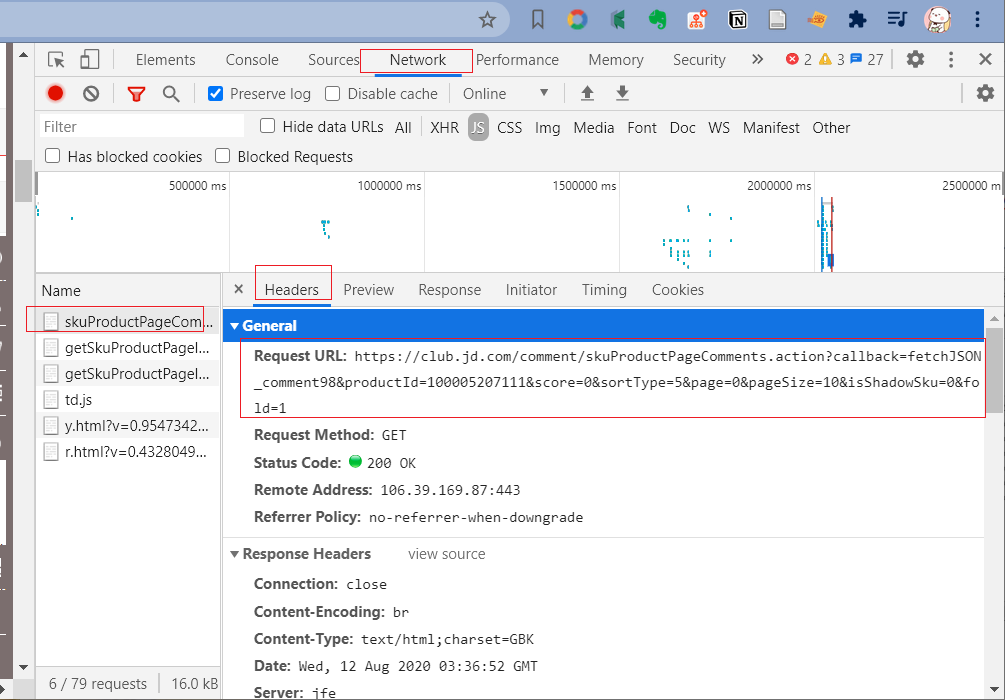 Elements Console Sources Network Performance Memory Security » 2 3 27
Preserve log Disable cache Online
Filter Hide data URLs All XHR JS CSS Img Media Font Doc WS Manifest Other
Has blocked cookies Blocked Requests
500000 ms 1000000 ms 1500000 ms 2000000 ms 2500000 m
Name × Headers Preview Response Initiator Timing Cookies
skuProductPageCom...
getSkuProductPageI...
getSkuProductPageI...
td.js
y.html?v=0.9547342...
r.html?v=0.4328049...
General
Request URL: https://club.jd.com/comment/skuProductPageComments.action?callback=fetchJSON
_comment98&productId=100005207111&score=0&sortType=5&page=0&pageSize=10&isShadowSku=0&fo
ld=1
Request Method: GET
Status Code: 200 OK
Remote Address: 106.39.169.87:443
Referrer Policy: no-referrer-when-downgrade
Response Headers view source
Connection: close
Content-Encoding: br
Content-Type: text/html;charset=GBK
Date: Wed, 12 Aug 2020 03:36:52 GMT
Server: jfe
6 / 79 requests 16.0 kB